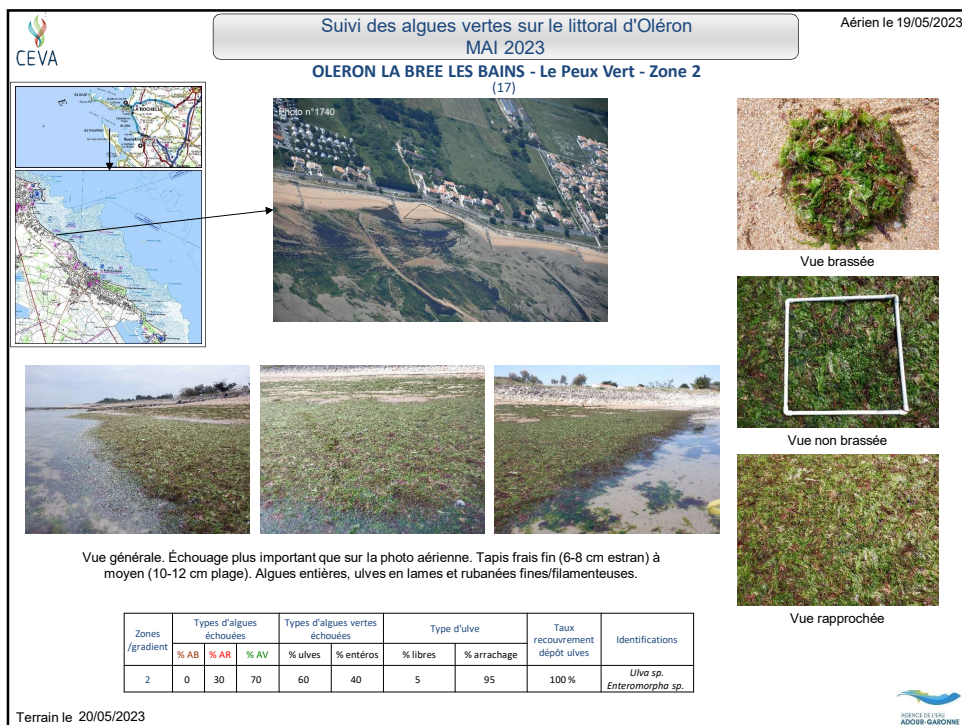 CEVA
Suivi des algues vertes sur le littoral d'Oléron
MAI 2023
Aérien le 19/05/2023
OLERON LA BREE LES BAINS - Le Peux Vert - Zone 2
(17)
Photo n°1740
Vue brassée
Vue non brassée
Vue rapprochée
Vue générale. Échouage plus important que sur la photo aérienne. Tapis frais fin (6-8 cm estran) à
moyen (10-12 cm plage). Algues entières, ulves en lames et rubanées fines/filamenteuses.
Zones /gradient
Types d'algues échouées
Types d'algues vertes échouées
Type d'ulve
Taux recouvrement dépôt ulves
Identifications
% AB % AR % AV % ulves % entéros % libres % arrachage
2 0 30 70 60 40 5 95 100 % Ulva sp.
Enteromorpha sp.
Terrain le 20/05/2023
AGENCE DE L'EAU
ADOUR-GARONNE